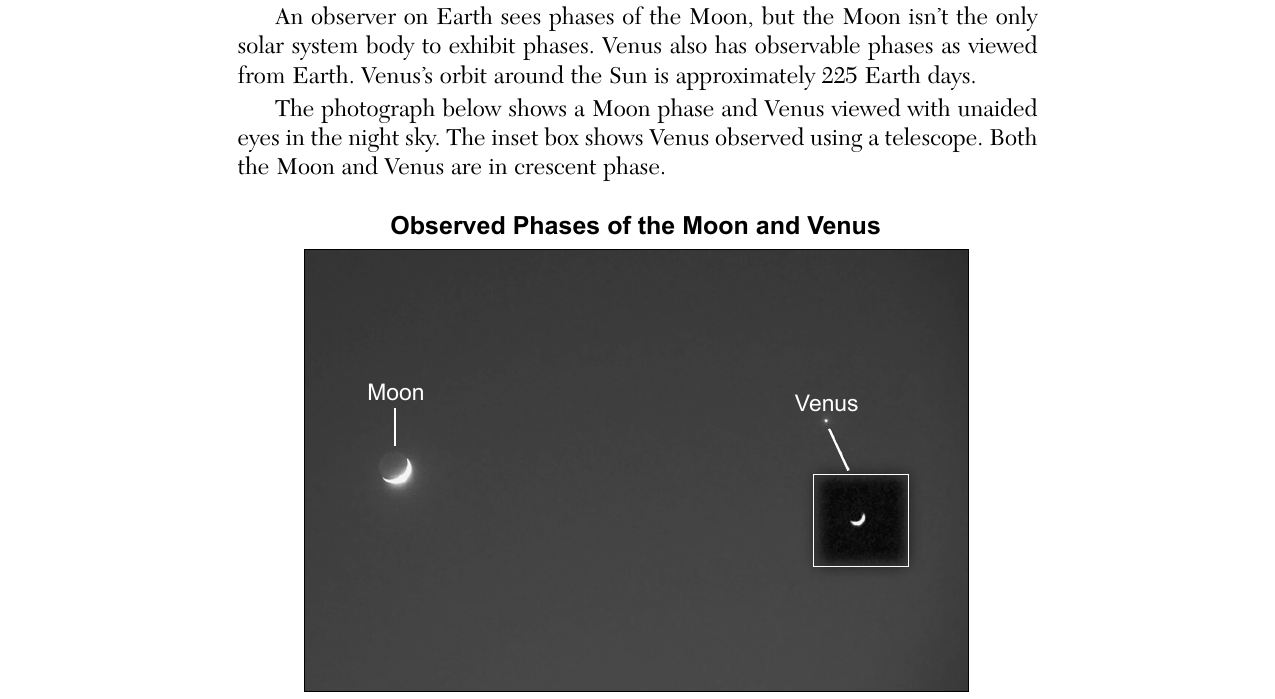 An observer on Earth sees phases of the Moon, but the Moon isn’t the only
solar system body to exhibit phases. Venus also has observable phases as viewed
from Earth. Venus’s orbit around the Sun is approximately 225 Earth days.
The photograph below shows a Moon phase and Venus viewed with unaided
eyes in the night sky. The inset box shows Venus observed using a telescope. Both
the Moon and Venus are in crescent phase.
Observed Phases of the Moon and Venus
Moon
Venus